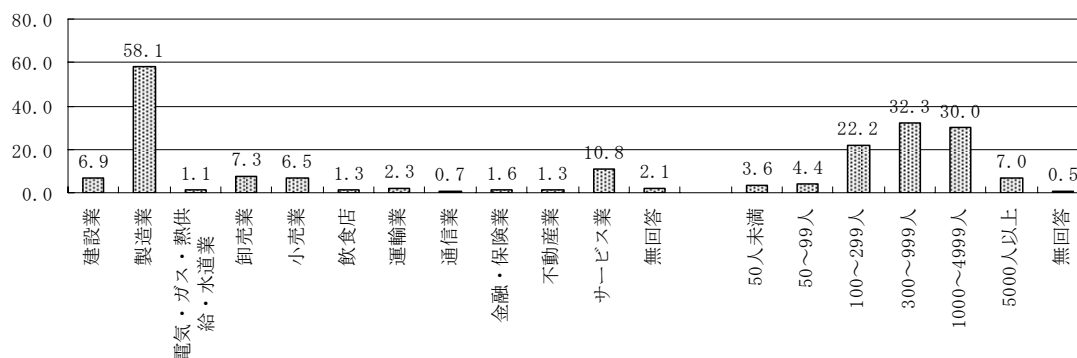 80.0
60.0
40.0
20.0
0.0
6.9
58.1
1.1
7.3
6.5
1.3
2.3
0.7
1.6
1.3
10.8
2.1
3.6
4.4
22.2
32.3
30.0
7.0
0.5
建設業
製造業
電気・ガス・熱供
給・水道業
卸売業
小売業
飲食店
運輸業
通信業
金融・保険業
不動産業
サービス業
無回答
50人未満
50～99人
100～299人
300～999人
1000～4999人
5000人以上
無回答